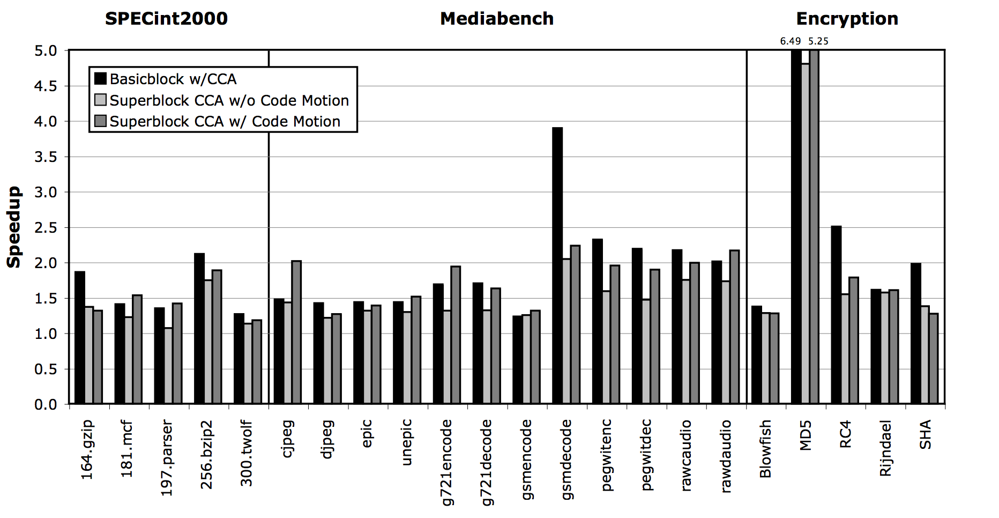 SPECint2000 Mediabench Encryption
6.49 5.25
5.0
4.5
4.0
3.5
3.0
2.5
2.0
1.5
1.0
0.5
0.0
Speedup
Basicblock w/CCA
Superblock CCA w/o Code Motion
Superblock CCA w/ Code Motion
164.gzip
181.mcf
197.parser
256.bzip2
300.twolf
cjpeg
djpeg
epic
unepic
g721encode
g721decode
gsmencode
gsmdecode
pegwitenc
pegwitdec
rawcaudio
rawdaudio
Blowfish
MD5
RC4
Rijndael
SHA